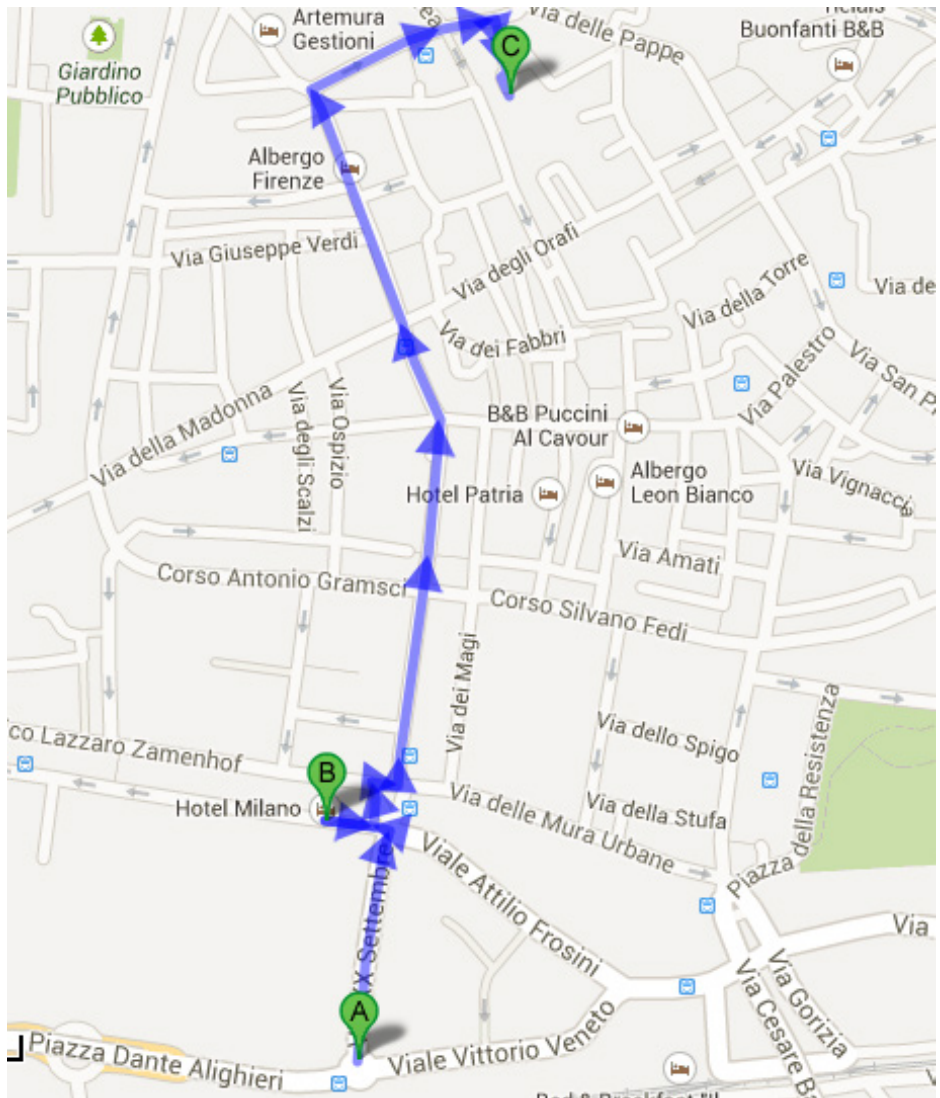 Artemura
Gestioni
Via delle Pappe
Buonfanti B&B
Giardino
Pubblico
C
Albergo
Firenze
Via Giuseppe Verdi
Via degli Orafi
Via della Torre
Via de
Via dei Fabbri
Via Palestro
Via San P
Via della Madonna
Via degli Scalzi
Via Ospizio
B&B Puccini
Al Cavour
Hotel Patria
Albergo
Leon Bianco
Via Vignacci
Via Amati
Corso Antonio Gramsci
Corso Silvano Fedi
Via dei Magi
co Lazzaro Zamenhof
Via dello Spigo
Piazza della Resistenza
B
Hotel Milano
Via delle Mura Urbane
Via della Stufa
Viale Attilio Frosini
XX Settembre
Via
Via Gorizia
Via Cesare Ba
A
Piazza Dante Alighieri
Viale Vittorio Veneto